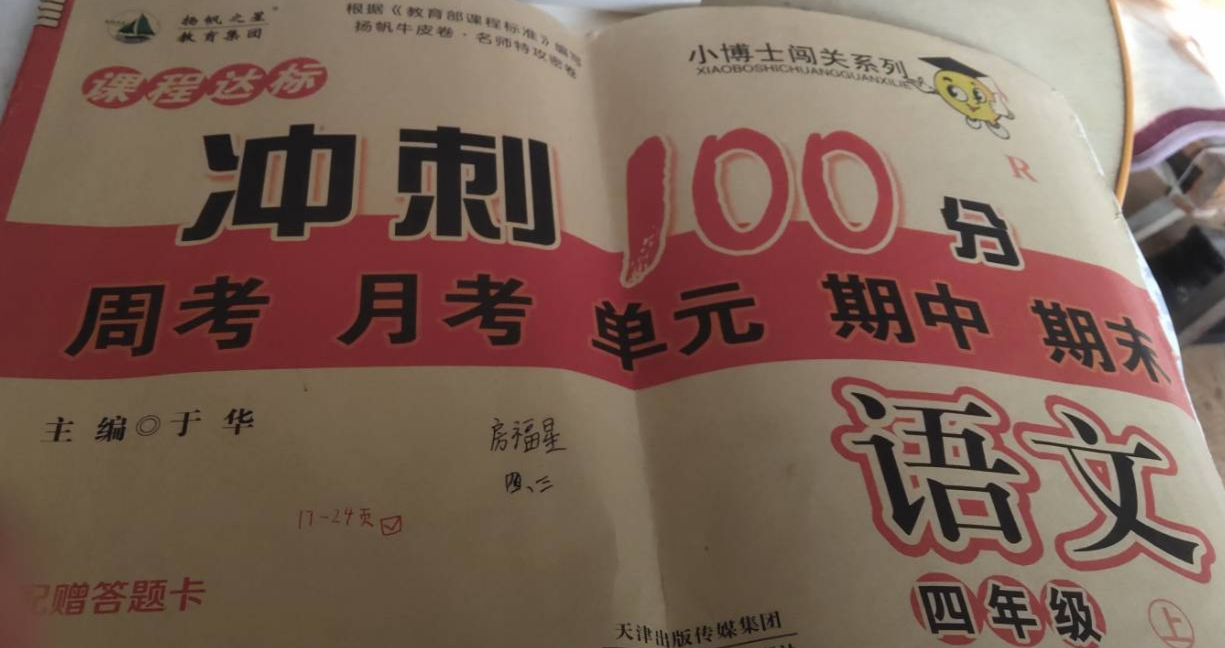 扬帆之星
教育集团
根据《教育部课程标准》编写
扬帆牛皮卷·名师特攻密卷
小博士闯关系列
XIAOBOSHICHUANGGUANXILIE
课程达标
R
冲刺100分
周考 月考 单元 期中 期末
主 编◎于 华
语文
房福星
四、三
17-24页
配赠答题卡
四年级 上
天津出版传媒集团